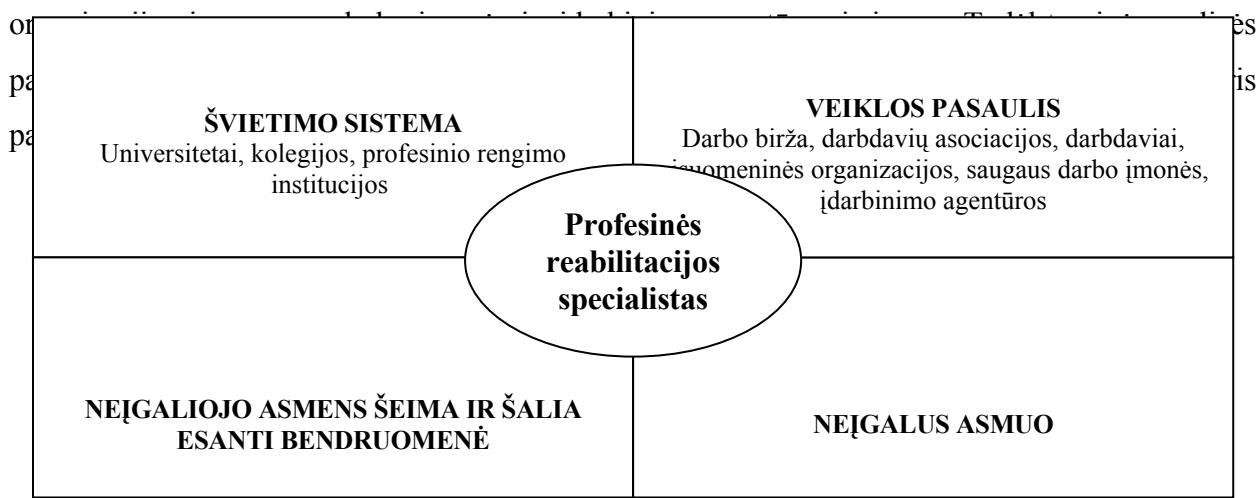 ŠVIETIMO SISTEMA
Universitetai, kolegijos, profesinio rengimo
institucijos
VEIKLOS PASAULIS
Darbo birža, darbdavių asociacijos, darbdaviai,
organizacijos, saugaus darbo įmonės,
įdarbinimo agentūros
Profesinės
reabilitacijos
specialistas
NEĮGALIOJO ASMENS ŠEIMA IR ŠALIA
ESANTI BENDRUOMENĖ
NEĮGALUS ASMUO